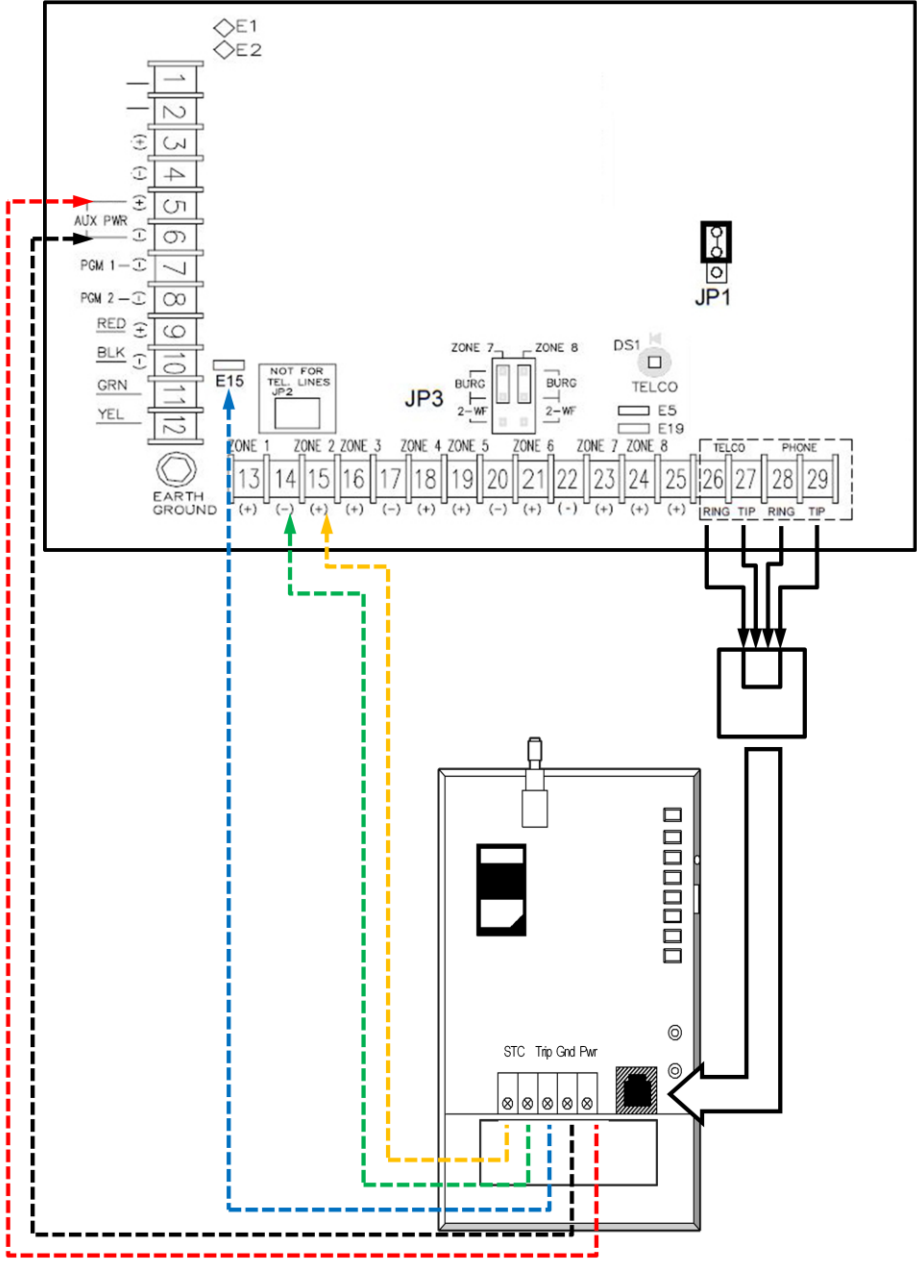 E1
E2
1
2
(+) 3
(-) 4
(+) 5
AUX PWR
(-) 6
PGM 1 (-) 7
PGM 2 (-) 8
RED (+) 9
BLK (-) 10
GRN 11
YEL 12
EARTH
GROUND
E15
NOT FOR
TEL. LINES
JP2
JP3
ZONE 7 ZONE 8
BURG BURG
2-WF 2-WF
JP1
DS1
TELCO
E5
E19
ZONE 1 ZONE 2 ZONE 3 ZONE 4 ZONE 5 ZONE 6 ZONE 7 ZONE 8 TELCO PHONE
13 14 15 16 17 18 19 20 21 22 23 24 25 26 27 28 29
(+) (-) (+) (+) (-) (+) (+) (-) (+) (-) (+) (+) (+) RING TIP RING TIP
STC Trip Gnd Pwr